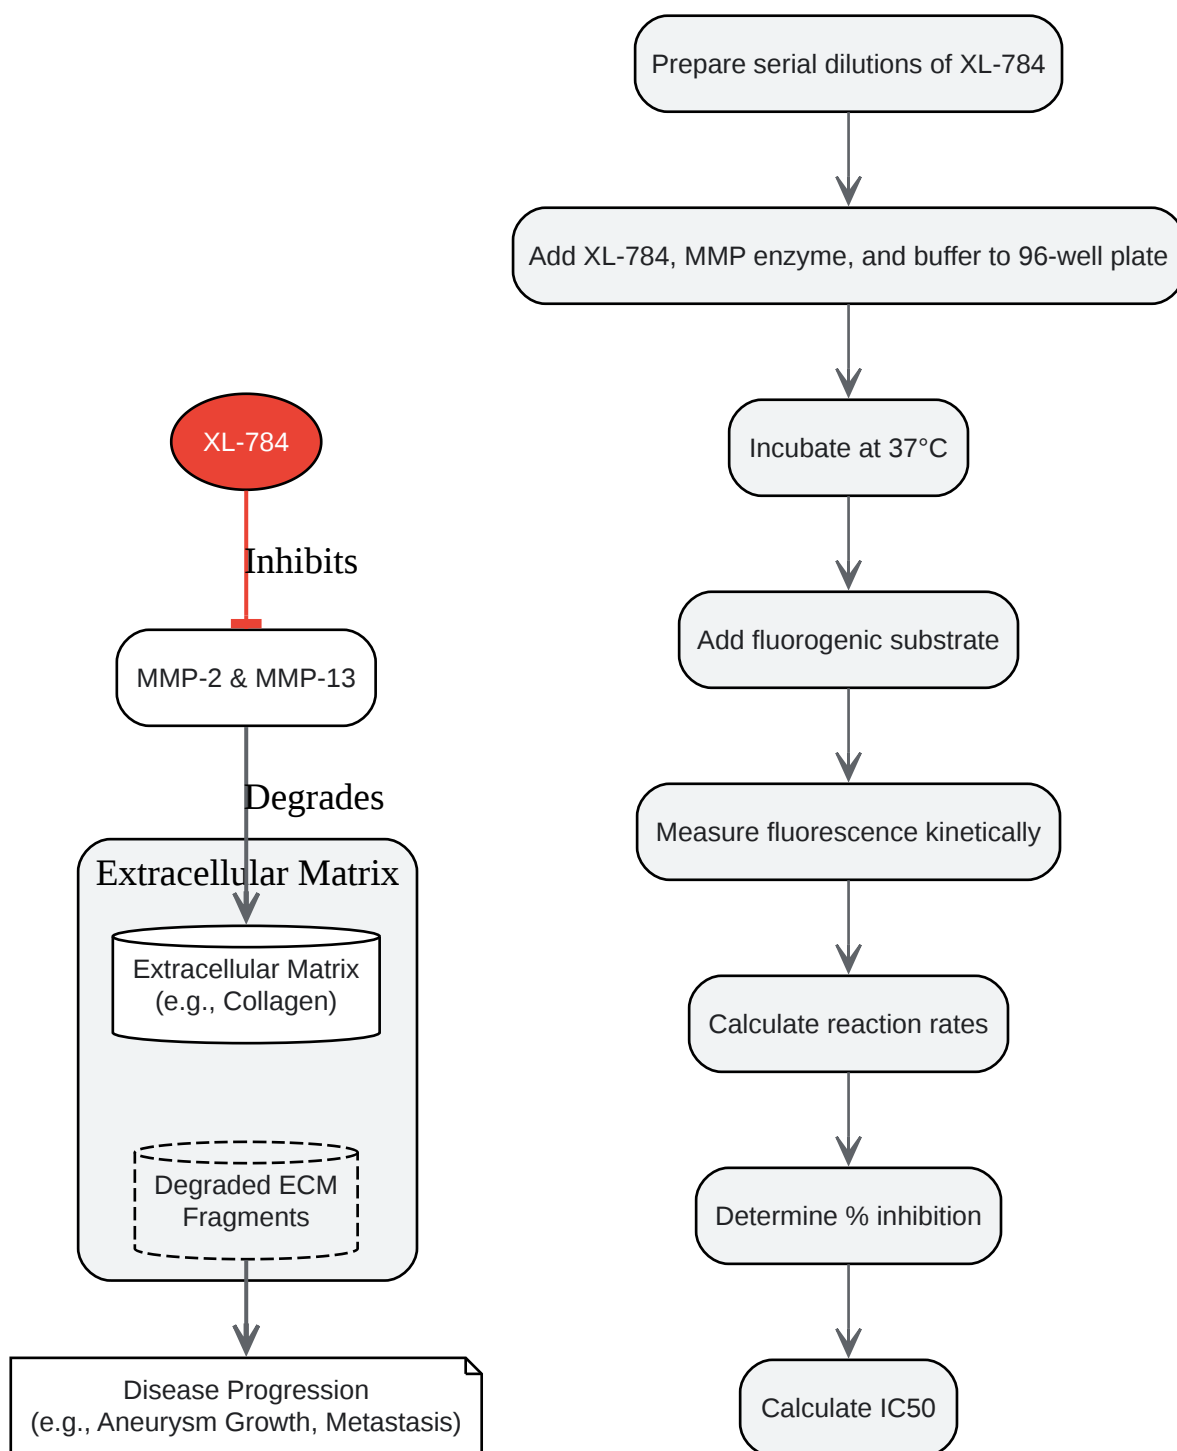 XL-784
Inhibits
MMP-2 & MMP-13
Degrades
Extracellular Matrix
Extracellular Matrix
(e.g., Collagen)
Degraded ECM
Fragments
Disease Progression
(e.g., Aneurysm Growth, Metastasis)
Prepare serial dilutions of XL-784
Add XL-784, MMP enzyme, and buffer to 96-well plate
Incubate at 37°C
Add fluorogenic substrate
Measure fluorescence kinetically
Calculate reaction rates
Determine % inhibition
Calculate IC50